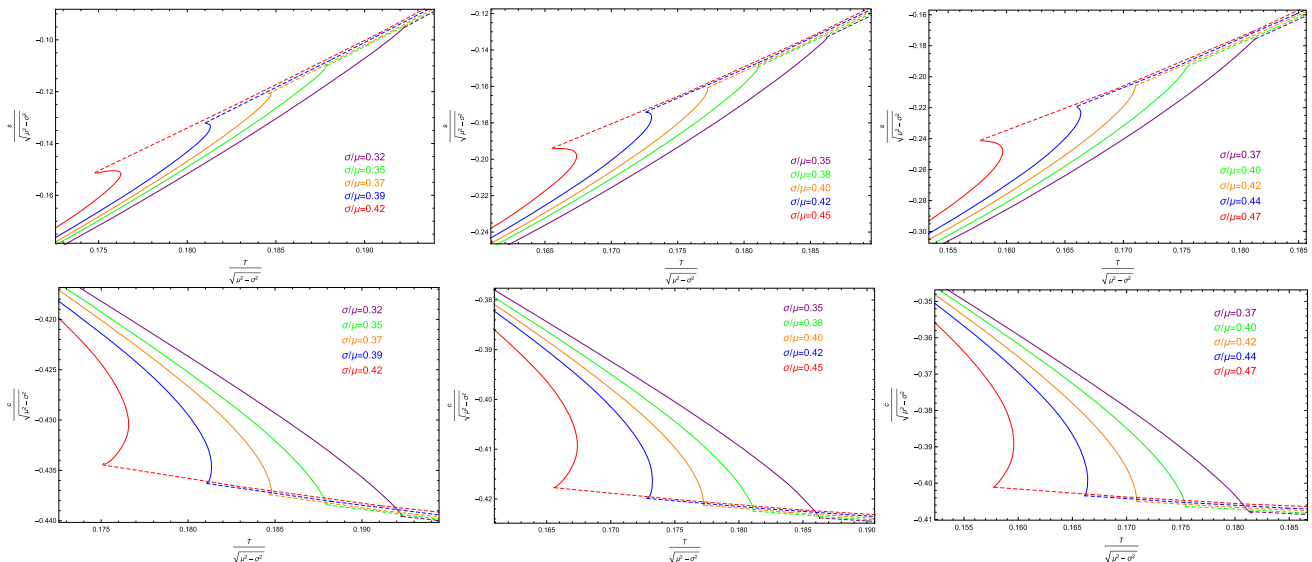 -0.10
-0.12
-0.14
-0.16
s
√μ²-σ²
0.175
0.180
0.185
0.190
T
√μ²-σ²
σ/μ=0.32
σ/μ=0.35
σ/μ=0.37
σ/μ=0.39
σ/μ=0.42
-0.12
-0.14
-0.16
-0.18
-0.20
-0.22
-0.24
s
√μ²-σ²
0.165
0.170
0.175
0.180
0.185
T
√μ²-σ²
σ/μ=0.35
σ/μ=0.38
σ/μ=0.40
σ/μ=0.42
σ/μ=0.45
-0.16
-0.18
-0.20
-0.22
-0.24
-0.26
-0.28
-0.30
s
√μ²-σ²
0.155
0.160
0.165
0.170
0.175
0.180
0.185
T
√μ²-σ²
σ/μ=0.37
σ/μ=0.40
σ/μ=0.42
σ/μ=0.44
σ/μ=0.47
-0.420
-0.425
-0.430
-0.435
-0.440
c
√μ²-σ²
0.175
0.180
0.185
0.190
T
√μ²-σ²
σ/μ=0.32
σ/μ=0.35
σ/μ=0.37
σ/μ=0.39
σ/μ=0.42
-0.38
-0.39
-0.40
-0.41
-0.42
c
√μ²-σ²
0.165
0.170
0.175
0.180
0.185
0.190
T
√μ²-σ²
σ/μ=0.35
σ/μ=0.38
σ/μ=0.40
σ/μ=0.42
σ/μ=0.45
-0.35
-0.36
-0.37
-0.38
-0.39
-0.40
-0.41
c
√μ²-σ²
0.155
0.160
0.165
0.170
0.175
0.180
0.185
T
√μ²-σ²
σ/μ=0.37
σ/μ=0.40
σ/μ=0.42
σ/μ=0.44
σ/μ=0.47